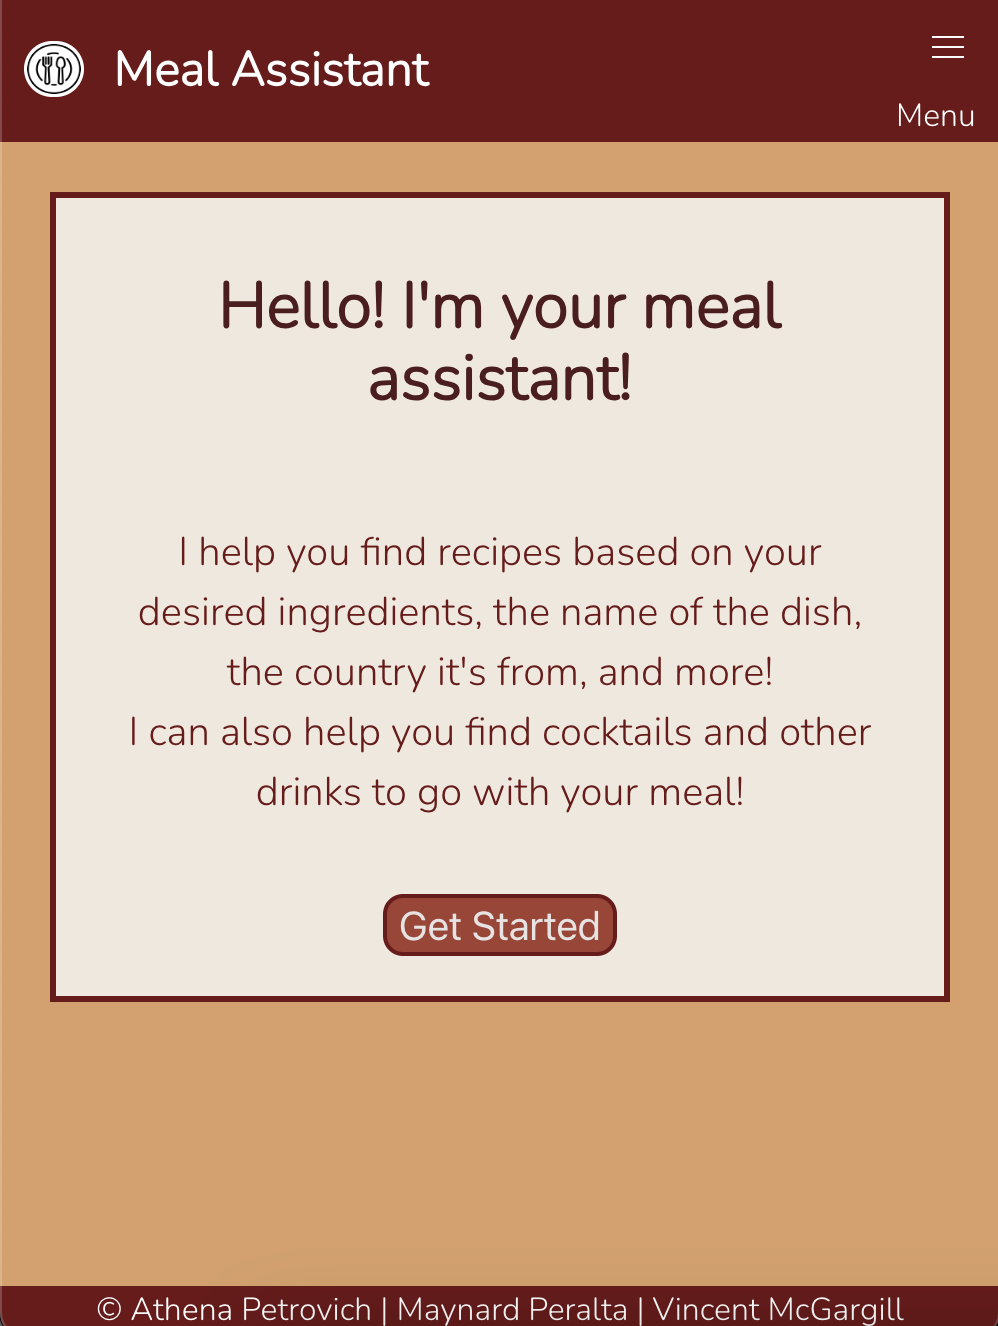 Meal Assistant
Menu
Hello! I'm your meal
assistant!
I help you find recipes based on your
desired ingredients, the name of the dish,
the country it's from, and more!
I can also help you find cocktails and other
drinks to go with your meal!
Get Started
© Athena Petrovich | Maynard Peralta | Vincent McGargill